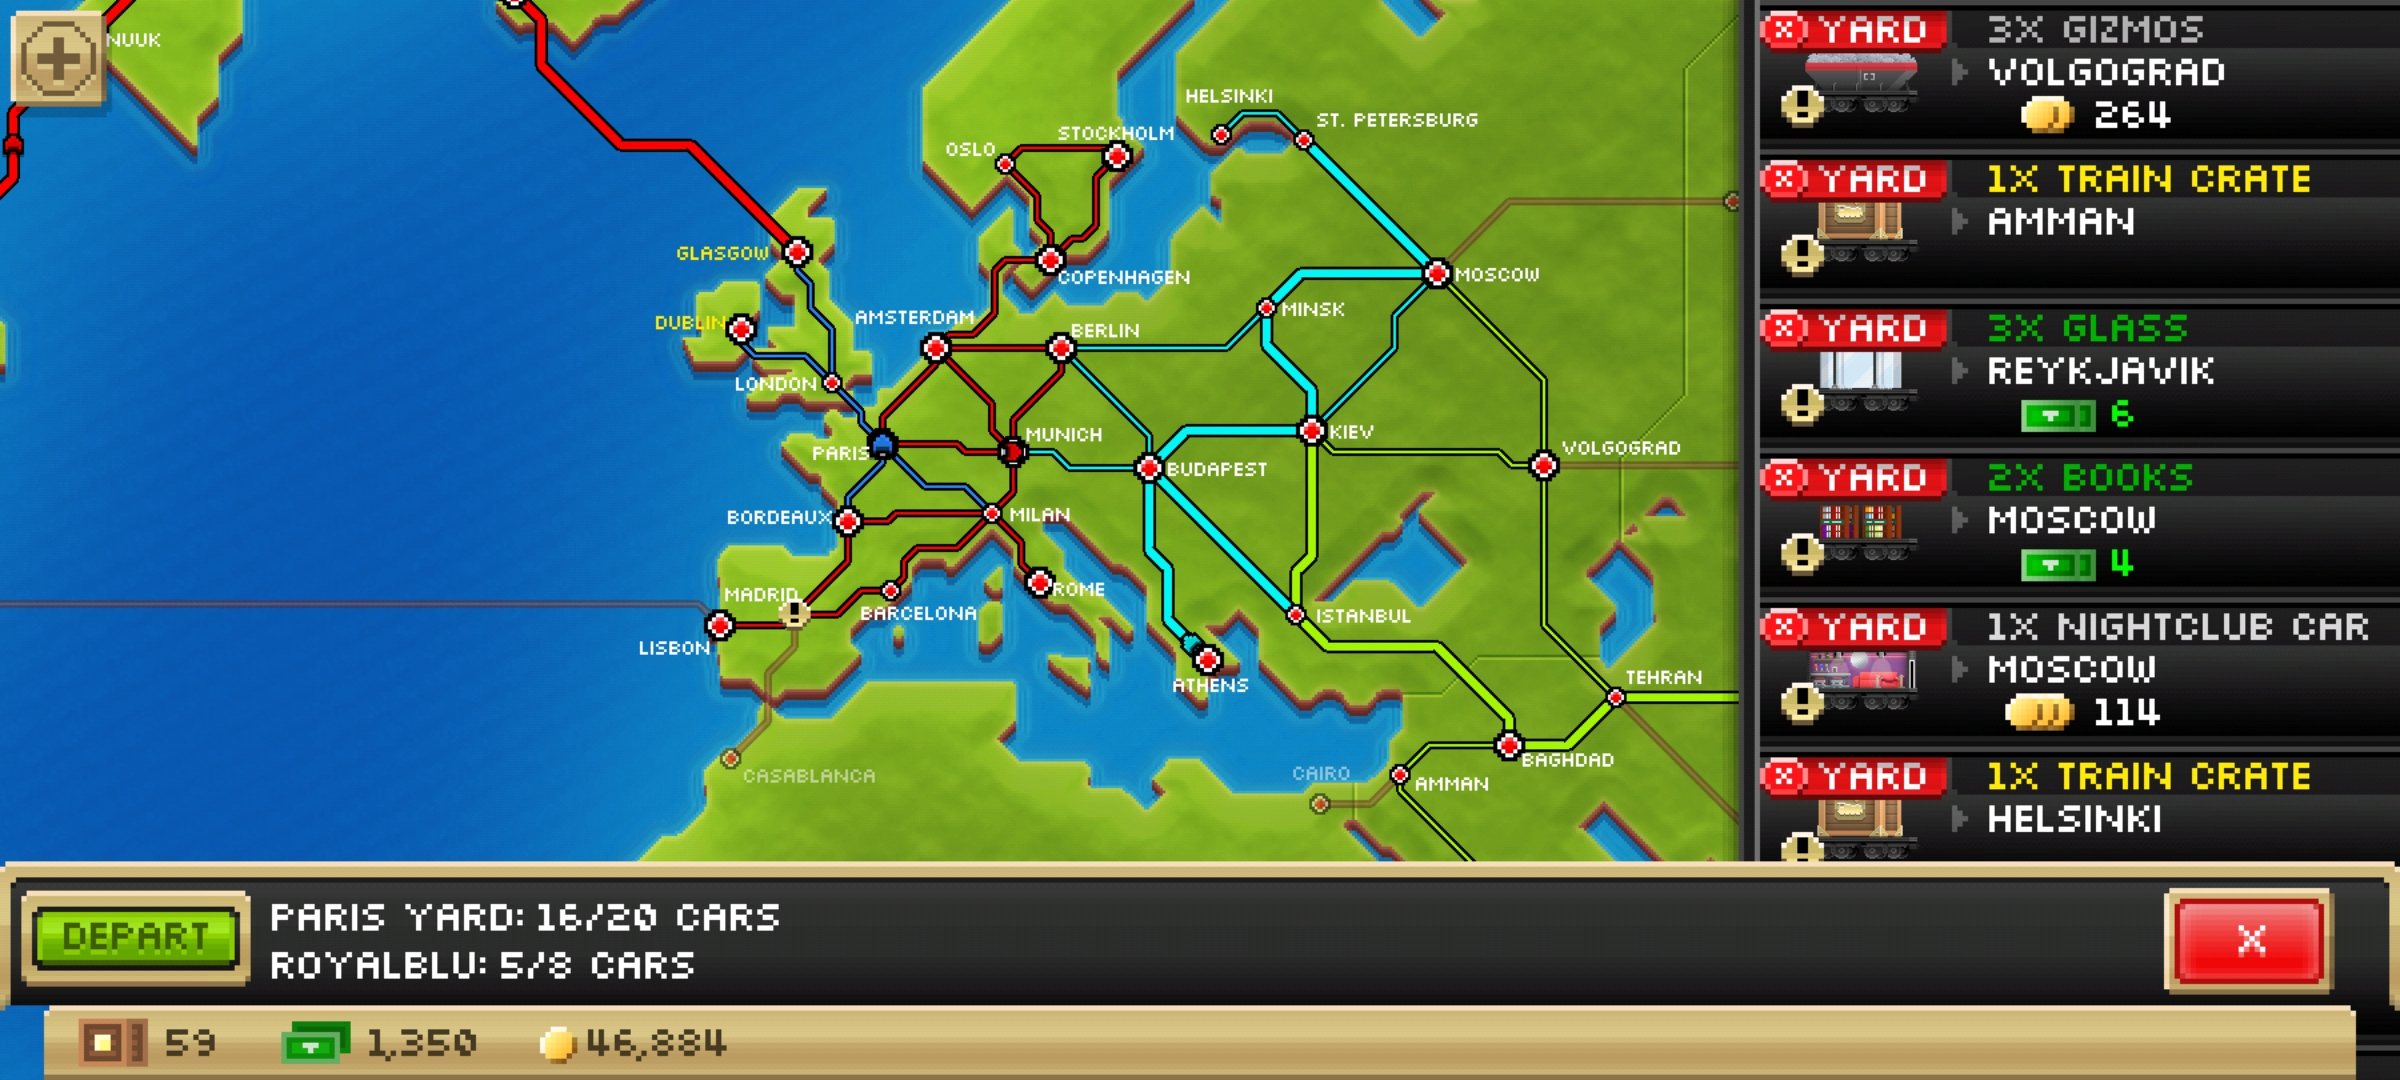 NUUK
HELSINKI
ST. PETERSBURG
STOCKHOLM
OSLO
GLASGOW
COPENHAGEN
MOSCOW
AMSTERDAM
MINSK
DUBLIN
BERLIN
LONDON
MUNICH
KIEV
PARIS
BUDAPEST
VOLGOGRAD
BORDEAUX
MILAN
MADRID
ROME
BARCELONA
ISTANBUL
LISBON
ATHENS
TEHRAN
CASABLANCA
CAIRO
AMMAN
BAGHDAD
YARD 3X GIZMOS
VOLGOGRAD
264
YARD 1X TRAIN CRATE
AMMAN
YARD 3X GLASS
REYKJAVIK
6
YARD 2X BOOKS
MOSCOW
4
YARD 1X NIGHTCLUB CAR
MOSCOW
114
YARD 1X TRAIN CRATE
HELSINKI
DEPART
PARIS YARD: 16/20 CARS
ROYALBLU: 5/8 CARS
X
59 1,350 46,884